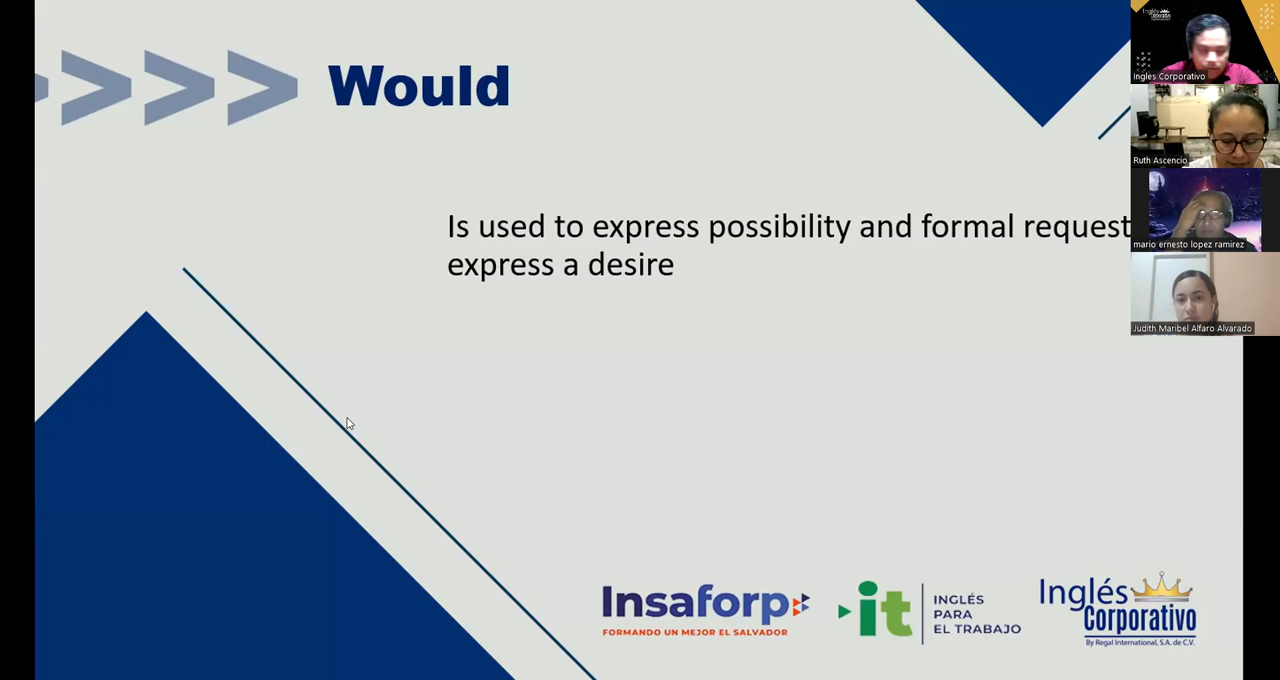 Would
Is used to express possibility and formal request
express a desire
Inglés Corporativo
Ruth Ascencio
mario ernesto lopez ramirez
Judith Maribel Alfaro Alvarado
Insaforp
FORMANDO UN MEJOR EL SALVADOR
it
INGLÉS
PARA
EL TRABAJO
Inglés
Corporativo
By Regal International, S.A. de C.V.